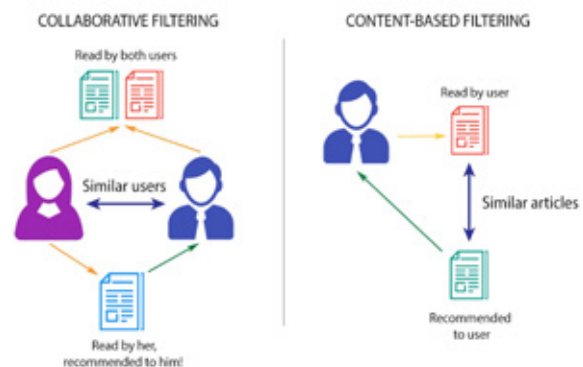 COLLABORATIVE FILTERING
Read by both users
Similar users
Read by her,
recommended to him!
CONTENT-BASED FILTERING
Read by user
Similar articles
Recommended
to user